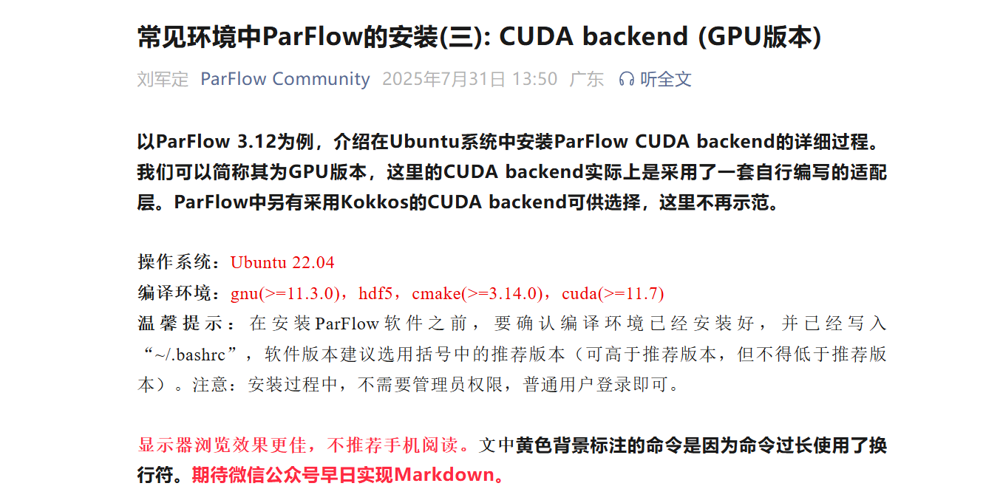 常见环境中ParFlow的安装(三): CUDA backend (GPU版本)
刘军定 ParFlow Community 2025年7月31日 13:50 广东 听全文
以ParFlow 3.12为例，介绍在Ubuntu系统中安装ParFlow CUDA backend的详细过程。
我们可以简称其为GPU版本，这里的CUDA backend实际上是采用了一套自行编写的适配
层。ParFlow中另有采用Kokkos的CUDA backend可供选择，这里不再示范。
操作系统：Ubuntu 22.04
编译环境：gnu(>=11.3.0)，hdf5，cmake(>=3.14.0)，cuda(>=11.7)
温馨提示：在安装ParFlow软件之前，要确认编译环境已经安装好，并已经写入
“~/.bashrc”，软件版本建议选用括号中的推荐版本（可高于推荐版本，但不得低于推荐版
本）。注意：安装过程中，不需要管理员权限，普通用户登录即可。
显示器浏览效果更佳，不推荐手机阅读。文中黄色背景标注的命令是因为命令过长使用了换
行符。期待微信公众号早日实现Markdown。